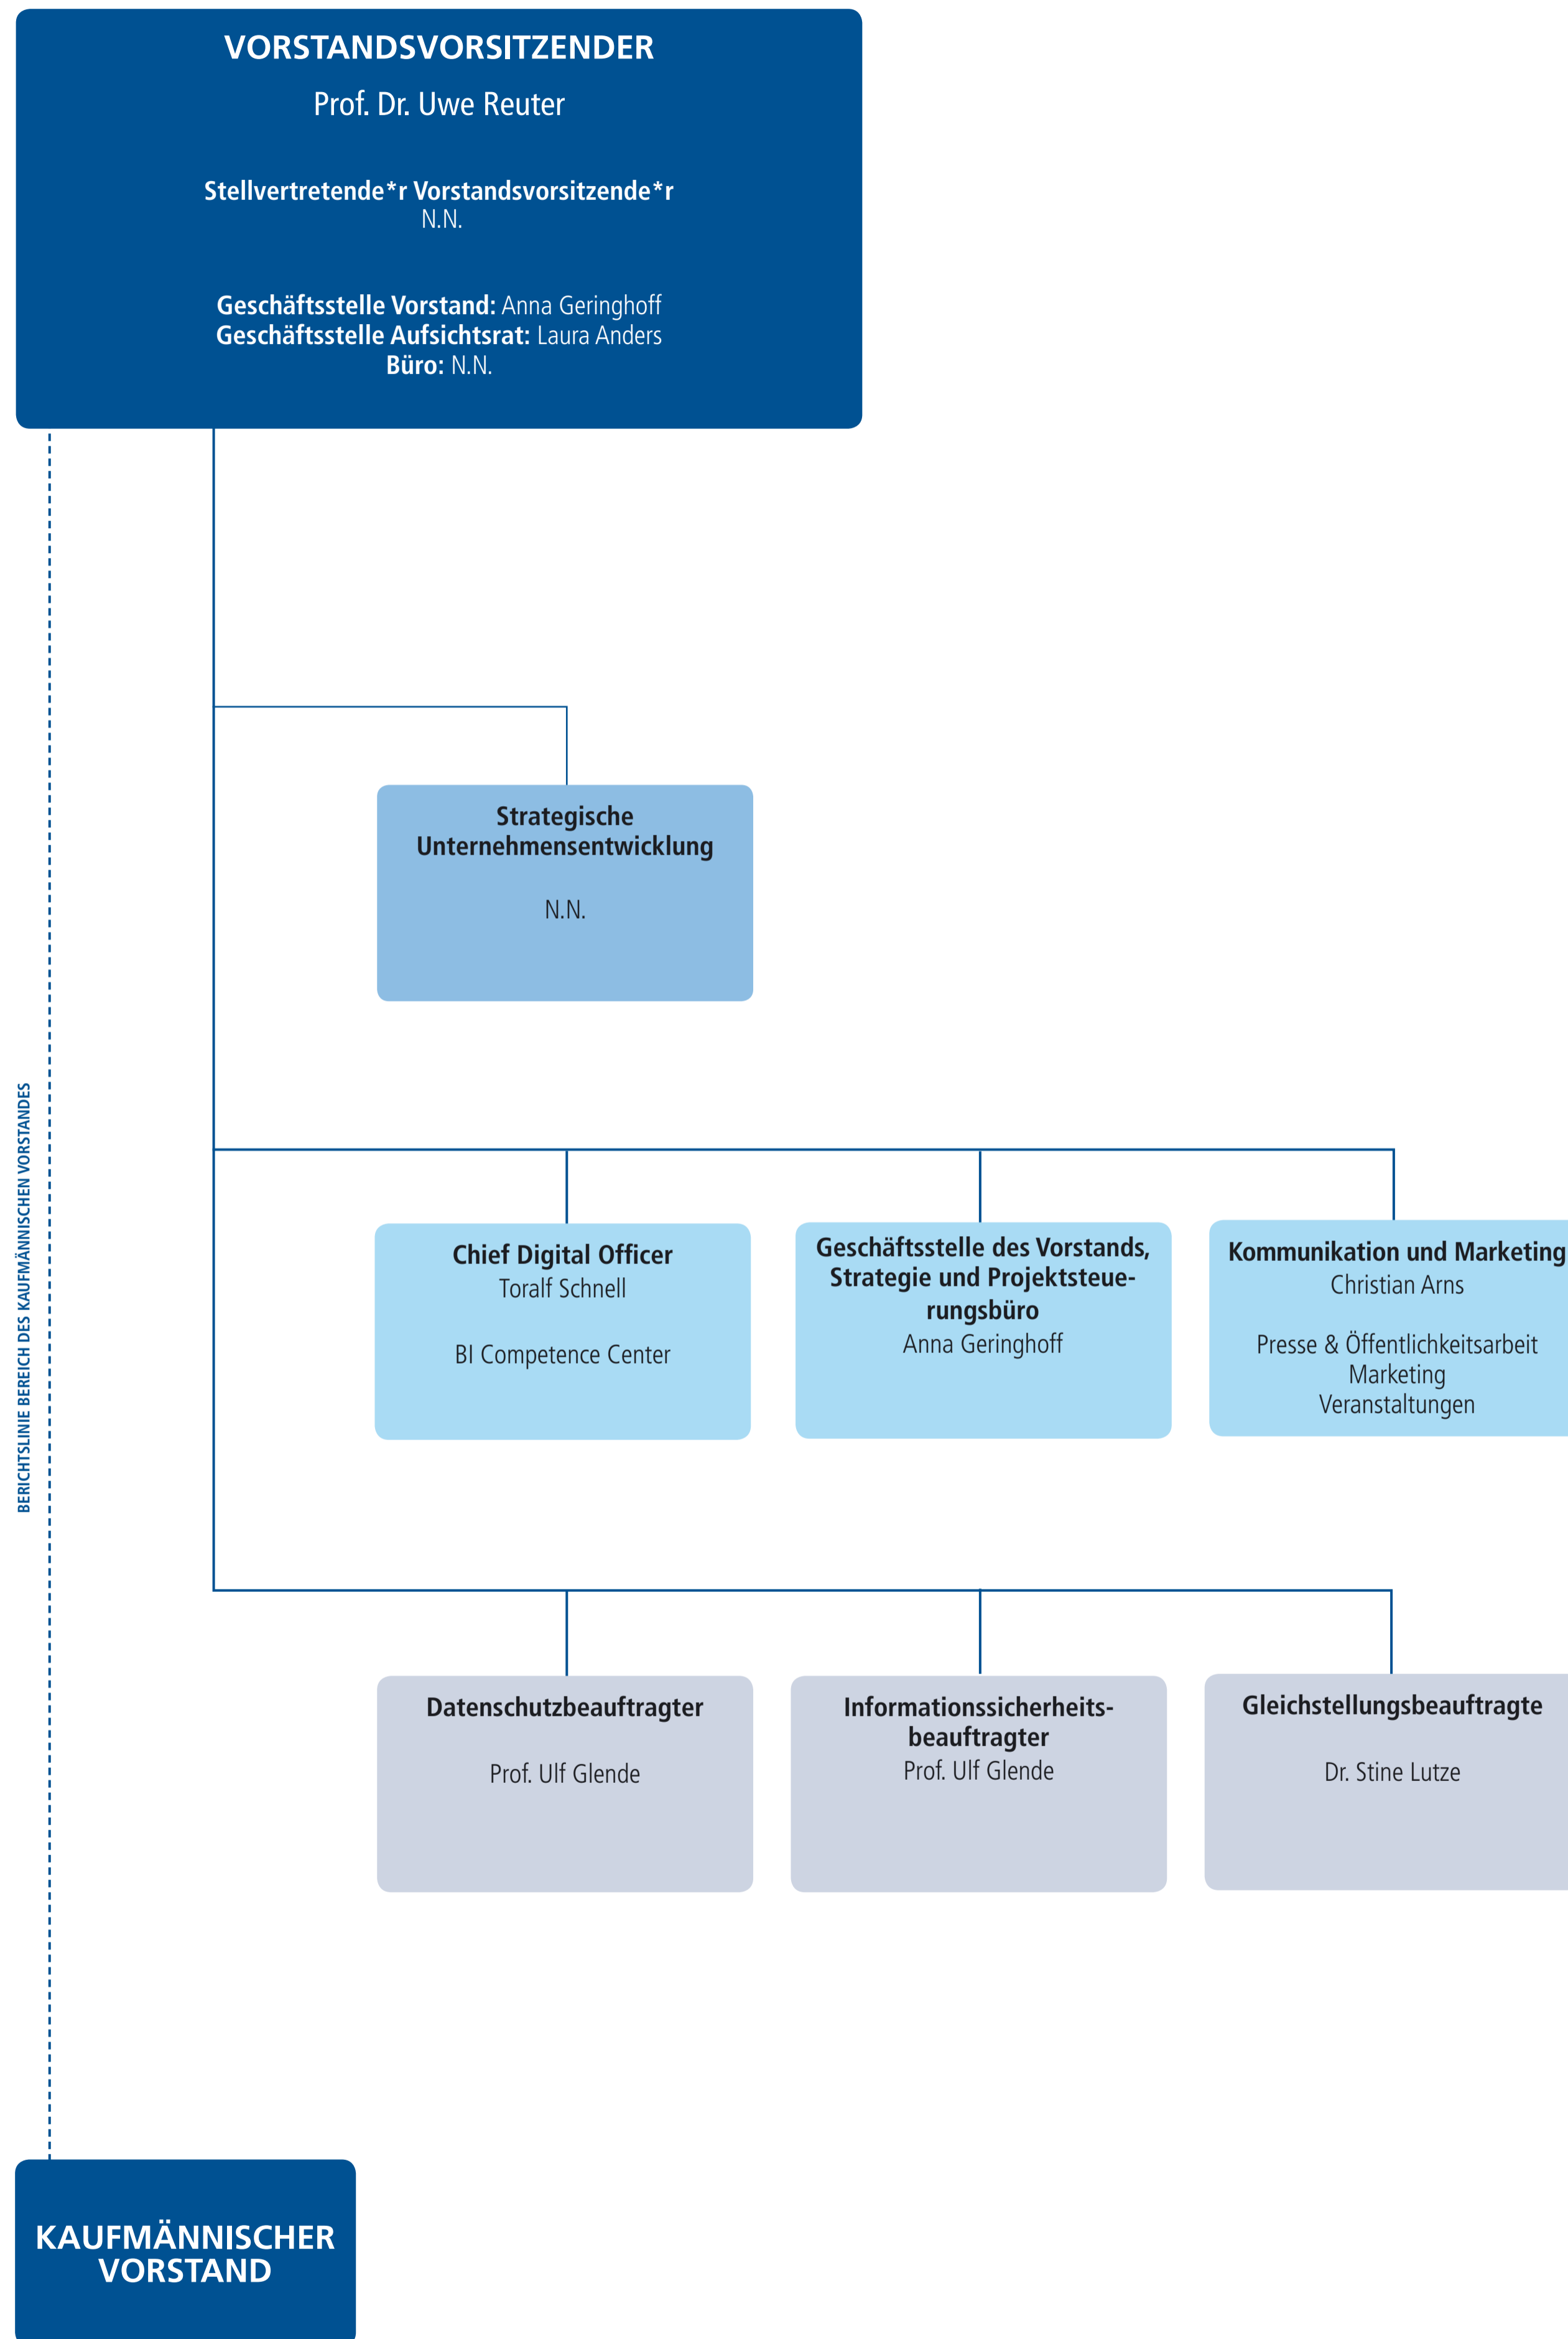 VORSTANDSVORSITZENDER
Prof. Dr. Uwe Reuter
Stellvertretende*r Vorstandsvorsitzende*r
N.N.
Geschäftsstelle Vorstand: Anna Geringhoff
Geschäftsstelle Aufsichtsrat: Laura Anders
Büro: N.N.
Strategische
Unternehmensentwicklung
N.N.
BERICHTSLINIE BEREICH DES KAUFMÄNNISCHEN VORSTANDES
Chief Digital Officer
Toralf Schnell
BI Competence Center
Geschäftsstelle des Vorstands,
Strategie und Projektsteue-
rungsbüro
Anna Geringhoff
Kommunikation und Marketing
Christian Arns
Presse & Öffentlichkeitsarbeit
Marketing
Veranstaltungen
Datenschutzbeauftragter
Prof. Ulf Glende
Informationssicherheits-
beauftragter
Prof. Ulf Glende
Gleichstellungsbeauftragte
Dr. Stine Lutze
KAUFMÄNNISCHER
VORSTAND